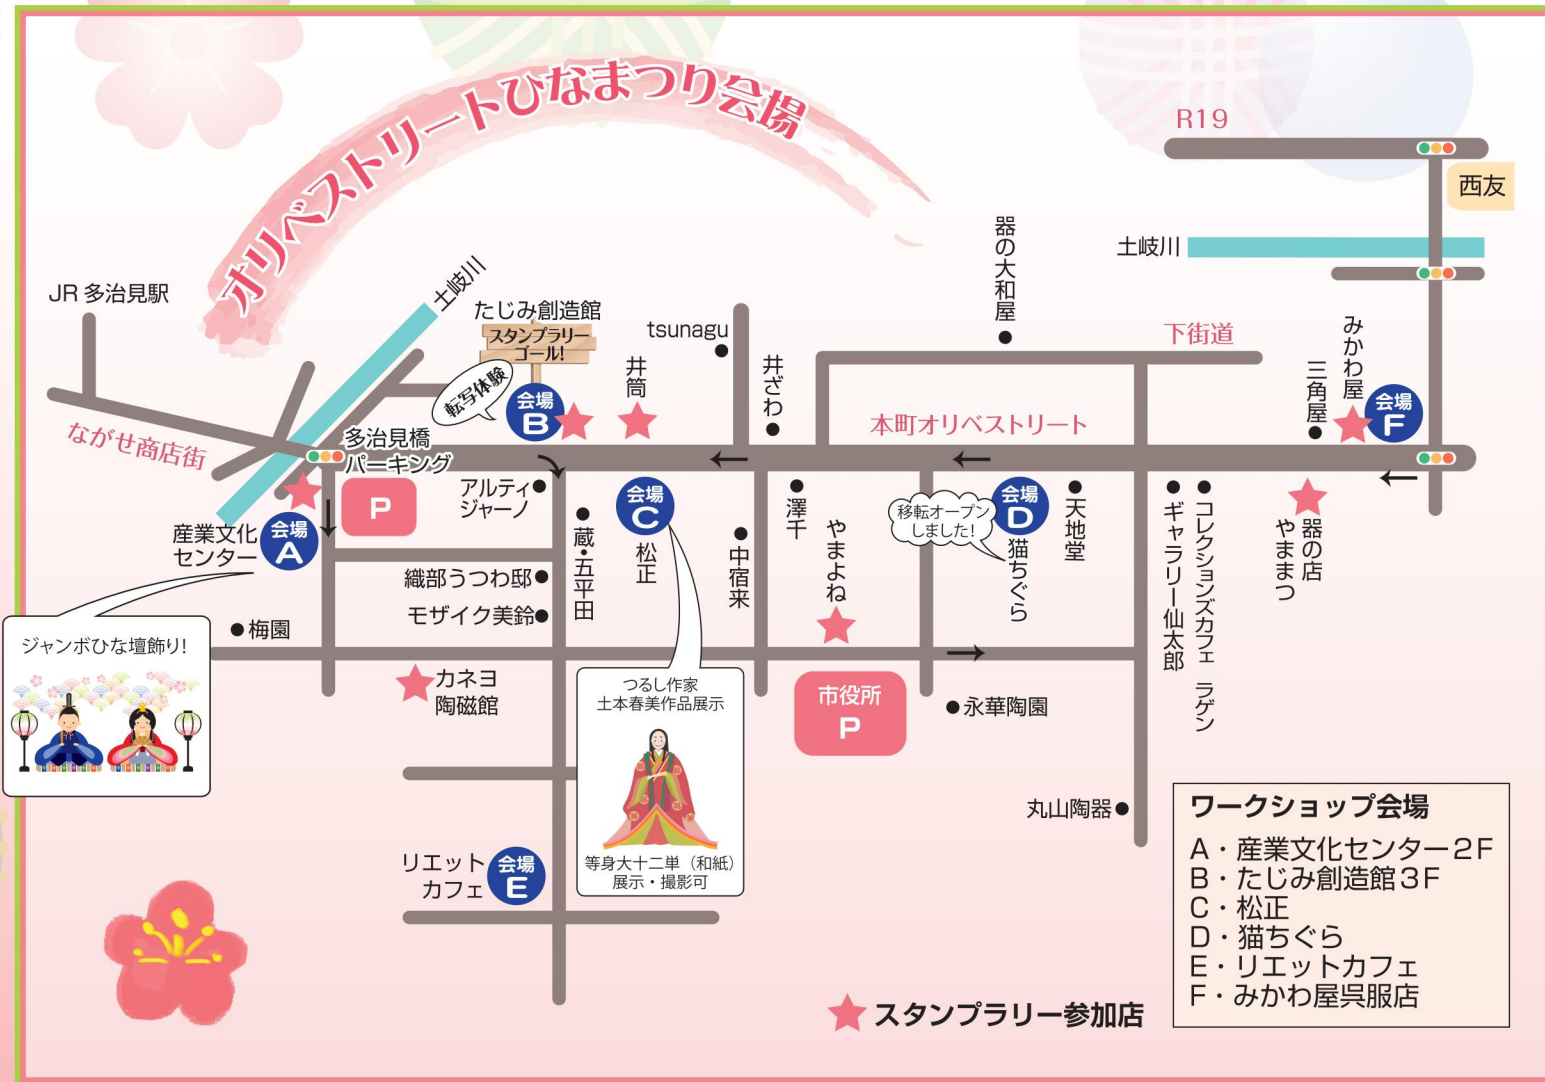 オリベストリートひなまつり会場
R19
西友
土岐川
JR多治見駅
土岐川
たじみ創造館
スタンプラリー
ゴール!
転写体験
会場
B
井筒
tsunagu
井ざわ
器の大和屋
下街道
みかわ屋
三角屋
会場
F
ながせ商店街
多治見橋
パーキング
P
本町オリベストリート
産業文化
センター
会場
A
アルティ
ジャーノ
蔵・五平田
会場
C
松正
澤千
中宿来
やまよね
移転オープン
しました!
会場
D
猫ちぐら
天地堂
ギャラリー仙太郎
コレクションズカフェ ラゲン
器の店
やままつ
織部うつわ邸
モザイク美鈴
梅園
ジャンボひな壇飾り!
カネヨ
陶磁館
つるし作家
土本春美作品展示
等身大十二単（和紙）
展示・撮影可
市役所
P
永華陶園
丸山陶器
リエット
カフェ
会場
E
ワークショップ会場
A・産業文化センター2F
B・たじみ創造館3F
C・松正
D・猫ちぐら
E・リエットカフェ
F・みかわ屋呉服店
スタンプラリー参加店